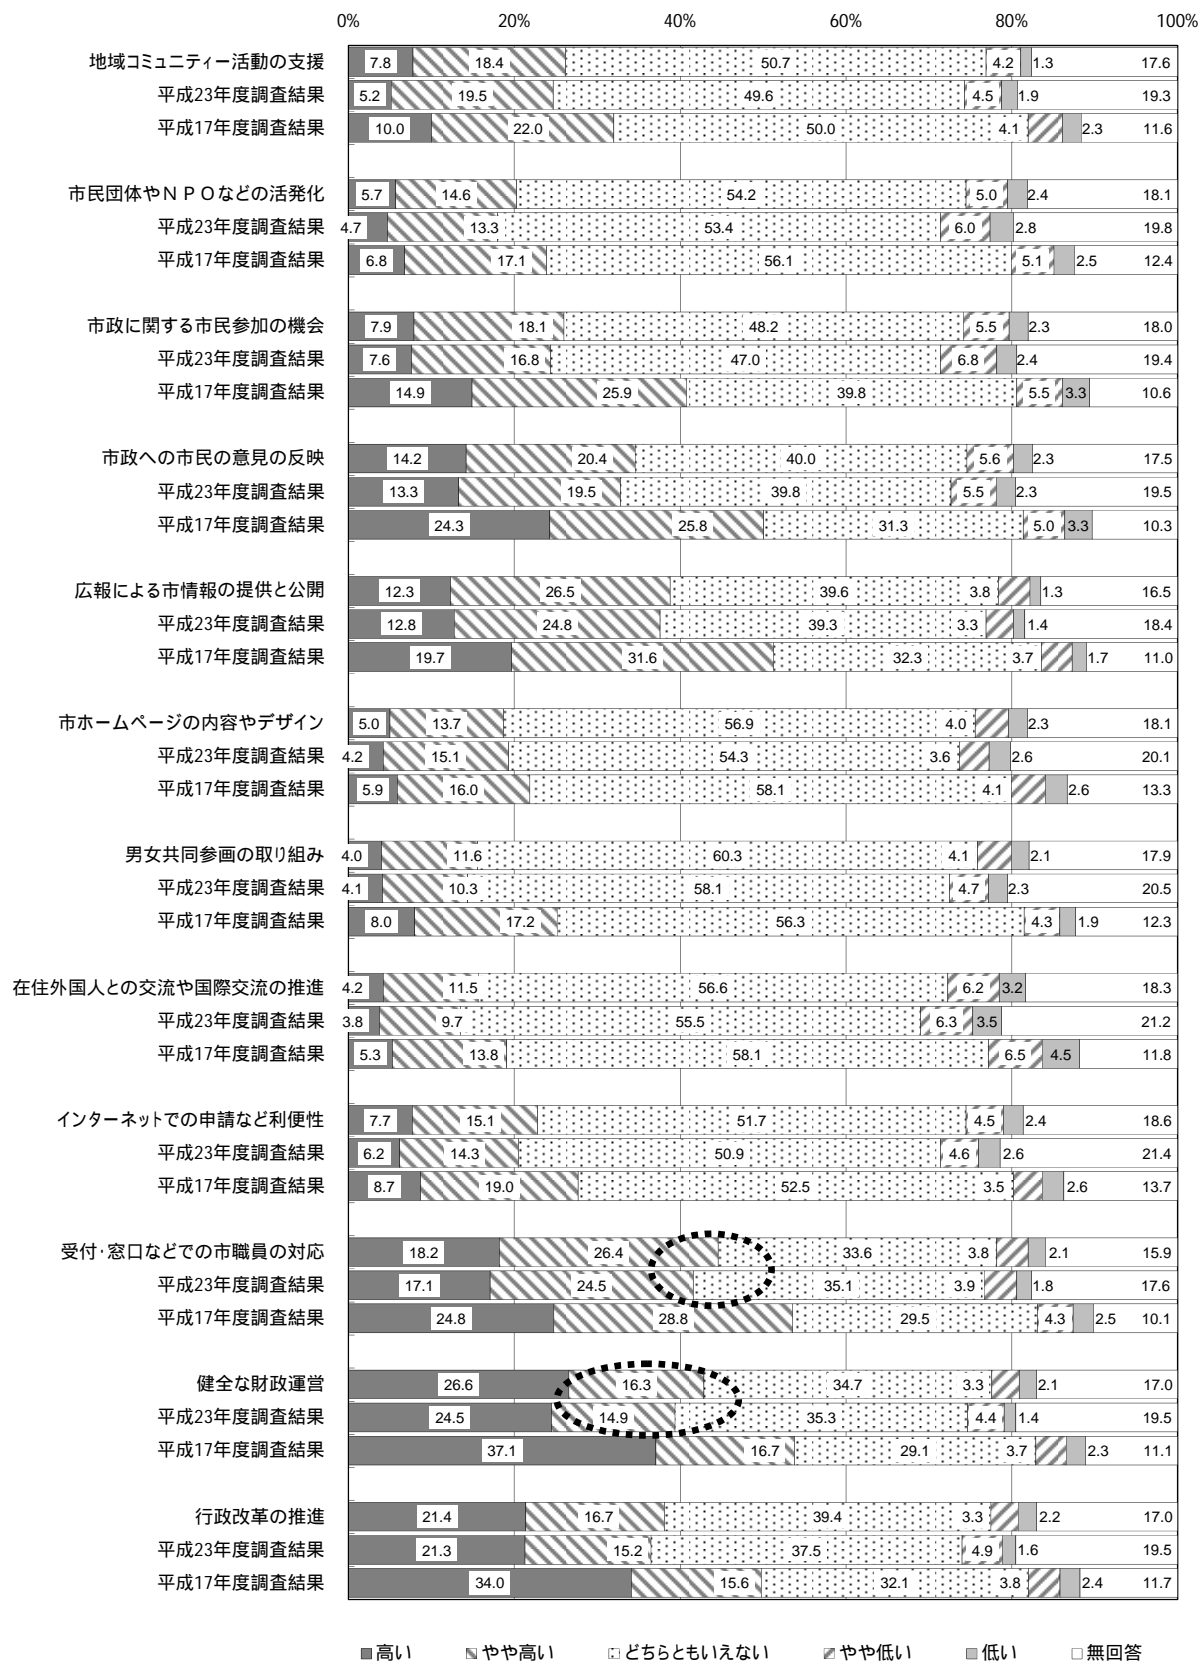 0% 20% 40% 60% 80% 100%
地域コミュニティー活動の支援 7.8 18.4 50.7 4.2 1.3 17.6
平成23年度調査結果 5.2 19.5 49.6 4.5 1.9 19.3
平成17年度調査結果 10.0 22.0 50.0 4.1 2.3 11.6
市民団体やNPOなどの活発化 5.7 14.6 54.2 5.0 2.4 18.1
平成23年度調査結果 4.7 13.3 53.4 6.0 2.8 19.8
平成17年度調査結果 6.8 17.1 56.1 5.1 2.5 12.4
市政に関する市民参加の機会 7.9 18.1 48.2 5.5 2.3 18.0
平成23年度調査結果 7.6 16.8 47.0 6.8 2.4 19.4
平成17年度調査結果 14.9 25.9 39.8 5.5 3.3 10.6
市政への市民の意見の反映 14.2 20.4 40.0 5.6 2.3 17.5
平成23年度調査結果 13.3 19.5 39.8 5.5 2.3 19.5
平成17年度調査結果 24.3 25.8 31.3 5.0 3.3 10.3
広報による市情報の提供と公開 12.3 26.5 39.6 3.8 1.3 16.5
平成23年度調査結果 12.8 24.8 39.3 3.3 1.4 18.4
平成17年度調査結果 19.7 31.6 32.3 3.7 1.7 11.0
市ホームページの内容やデザイン 5.0 13.7 56.9 4.0 2.3 18.1
平成23年度調査結果 4.2 15.1 54.3 3.6 2.6 20.1
平成17年度調査結果 5.9 16.0 58.1 4.1 2.6 13.3
男女共同参画の取り組み 4.0 11.6 60.3 4.1 2.1 17.9
平成23年度調査結果 4.1 10.3 58.1 4.7 2.3 20.5
平成17年度調査結果 8.0 17.2 56.3 4.3 1.9 12.3
在住外国人との交流や国際交流の推進 4.2 11.5 56.6 6.2 3.2 18.3
平成23年度調査結果 3.8 9.7 55.5 6.3 3.5 21.2
平成17年度調査結果 5.3 13.8 58.1 6.5 4.5 11.8
インターネットでの申請など利便性 7.7 15.1 51.7 4.5 2.4 18.6
平成23年度調査結果 6.2 14.3 50.9 4.6 2.6 21.4
平成17年度調査結果 8.7 19.0 52.5 3.5 2.6 13.7
受付・窓口などでの市職員の対応 18.2 26.4 33.6 3.8 2.1 15.9
平成23年度調査結果 17.1 24.5 35.1 3.9 1.8 17.6
平成17年度調査結果 24.8 28.8 29.5 4.3 2.5 10.1
健全な財政運営 26.6 16.3 34.7 3.3 2.1 17.0
平成23年度調査結果 24.5 14.9 35.3 4.4 1.4 19.5
平成17年度調査結果 37.1 16.7 29.1 3.7 2.3 11.1
行政改革の推進 21.4 16.7 39.4 3.3 2.2 17.0
平成23年度調査結果 21.3 15.2 37.5 4.9 1.6 19.5
平成17年度調査結果 34.0 15.6 32.1 3.8 2.4 11.7
高い やや高い どちらともいえない やや低い 低い 無回答